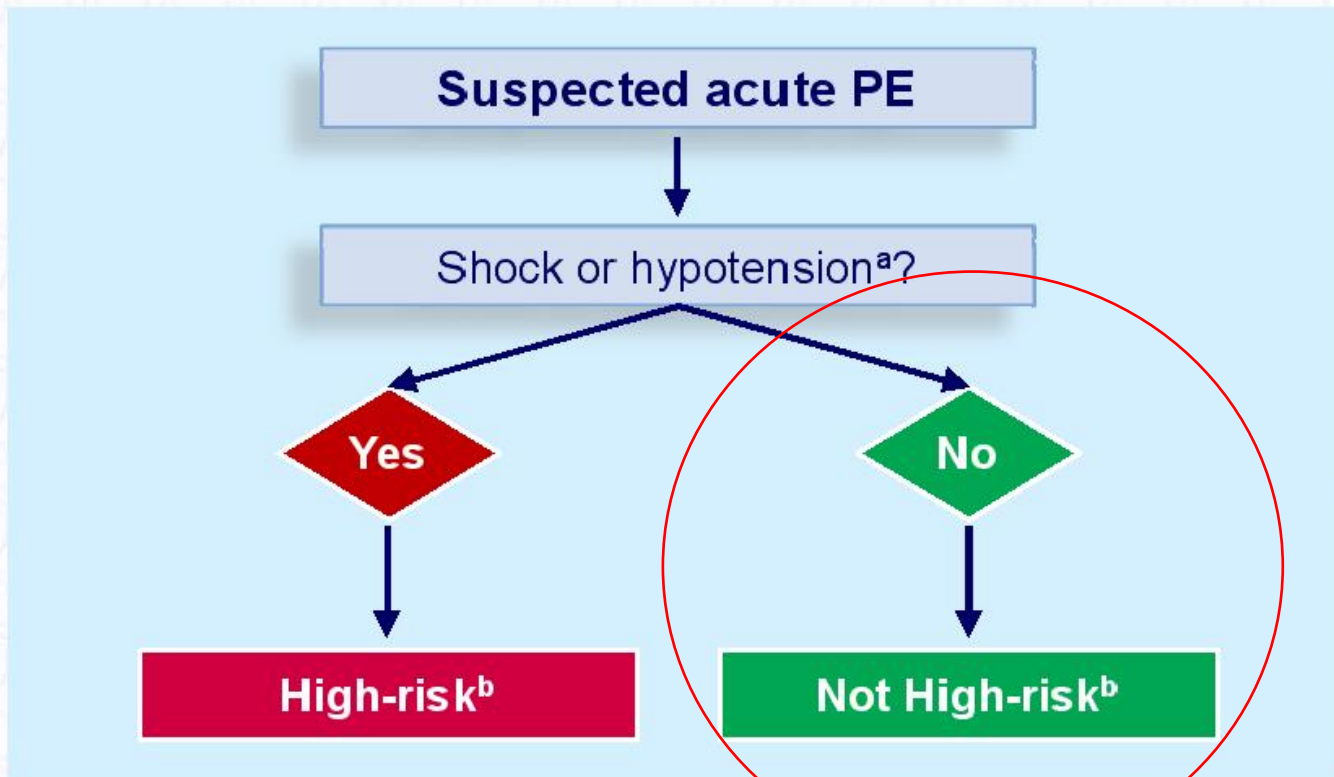 Suspected acute PE
Shock or hypotensionᵃ?
Yes
No
High-riskᵇ
Not High-riskᵇ